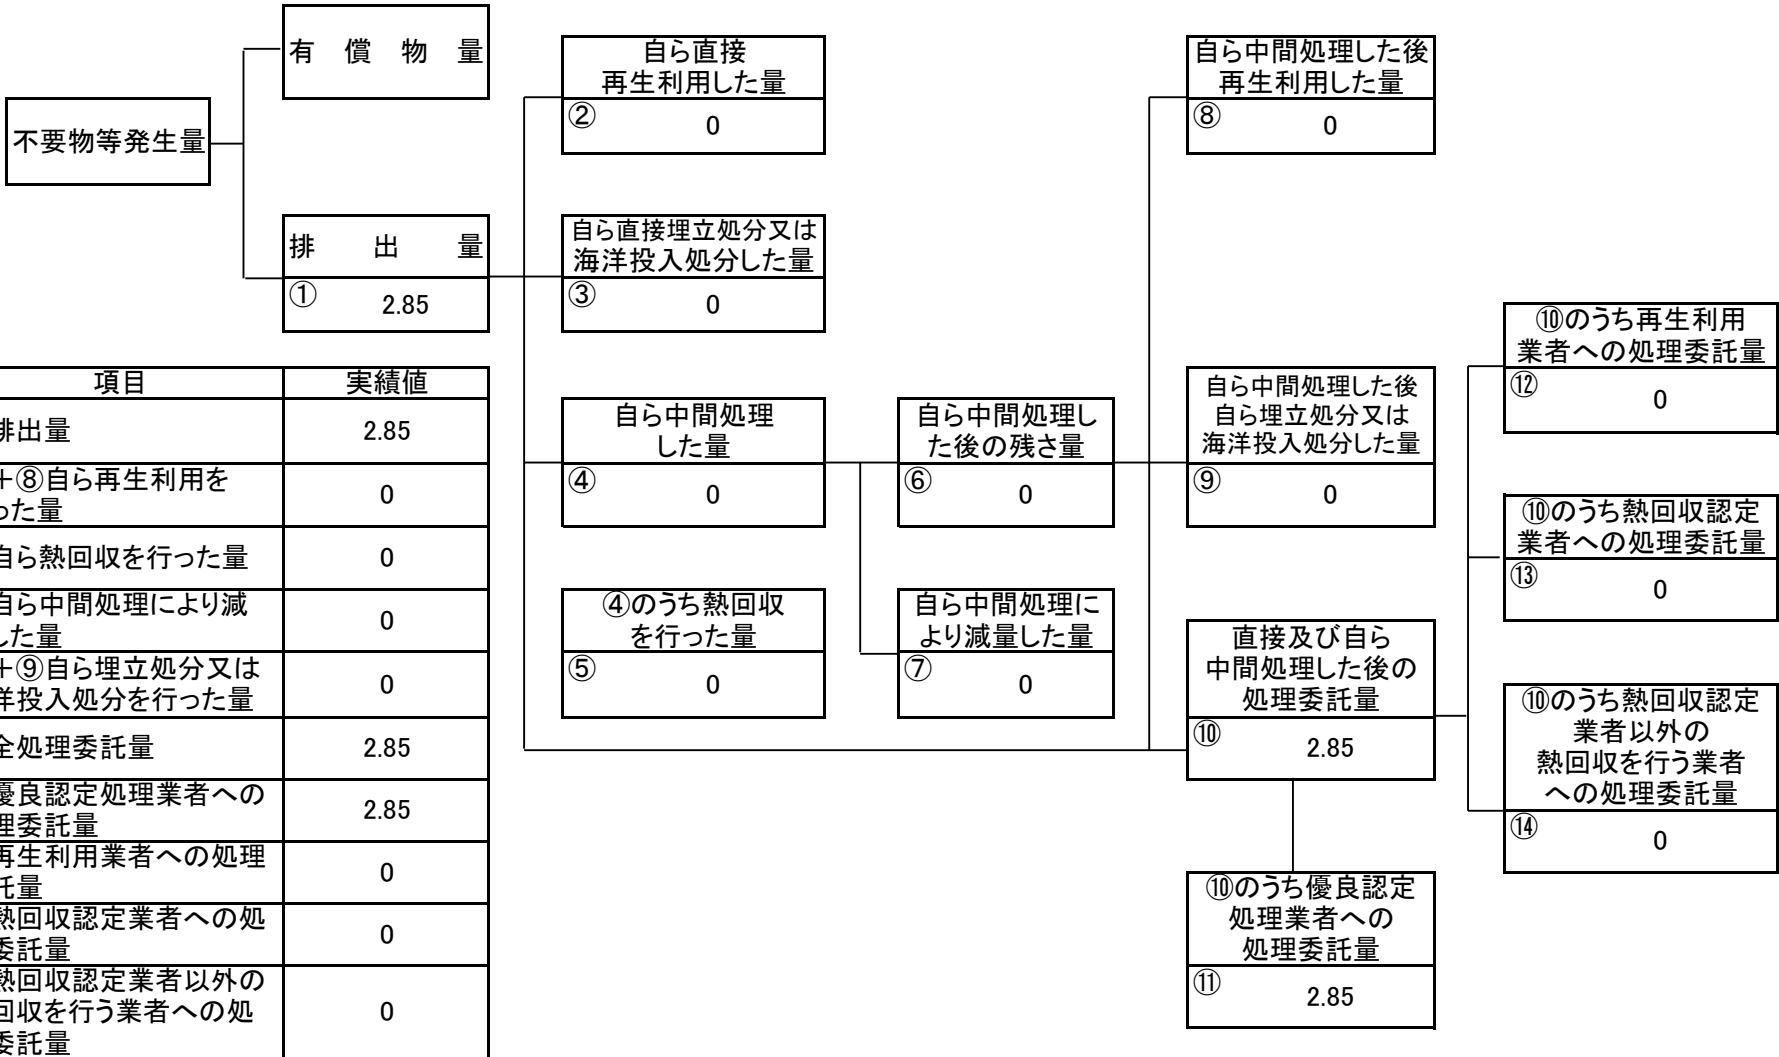 有償物量
不要物等発生量
排出量
①
2.85
自ら直接
再生利用した量
②
0
自ら直接埋立処分又は
海洋投入処分した量
③
0
自ら中間処理
した量
④
0
④のうち熱回収
を行った量
⑤
0
自ら中間処理し
た後の残さ量
⑥
0
自ら中間処理に
より減量した量
⑦
0
自ら中間処理した後
再生利用した量
⑧
0
自ら中間処理した後
自ら埋立処分又は
海洋投入処分した量
⑨
0
直接及び自ら
中間処理した後の
処理委託量
⑩
2.85
⑩のうち優良認定
処理業者への
処理委託量
⑪
2.85
⑩のうち再生利用
業者への処理委託量
⑫
0
⑩のうち熱回収認定
業者への処理委託量
⑬
0
⑩のうち熱回収認定
業者以外の
熱回収を行う業者
への処理委託量
⑭
0
項目 実績値
排出量 2.85
+⑧自ら再生利用を
った量
0
自ら熱回収を行った量 0
自ら中間処理により減
した量
0
+⑨自ら埋立処分又は
洋投入処分を行った量
0
全処理委託量 2.85
優良認定処理業者への
理委託量
2.85
再生利用業者への処理
託量
0
熱回収認定業者への処
委託量
0
熱回収認定業者以外の
回収を行う業者への処
委託量
0